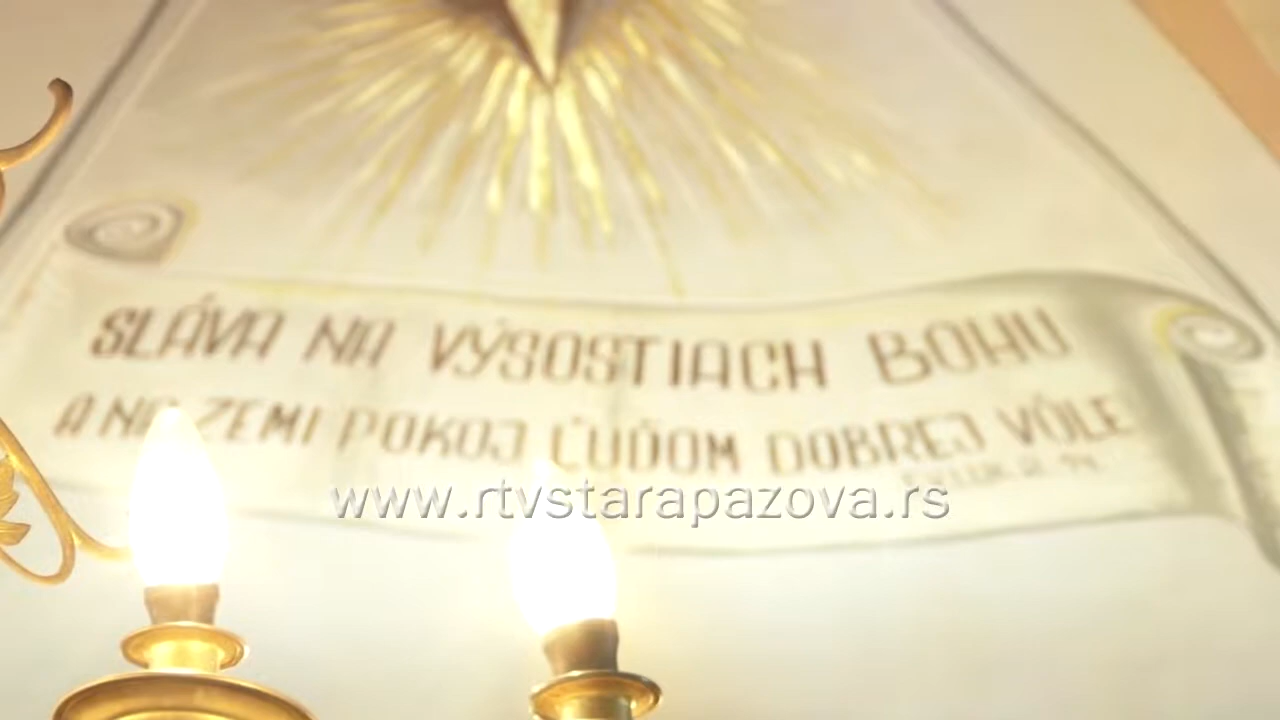 SLÁVA NA VÝSOSTIACH BOHU
A NA ZEMI POKOJ ĽUĎOM DOBREJ VÔLE
www.rtvstarapazova.rs